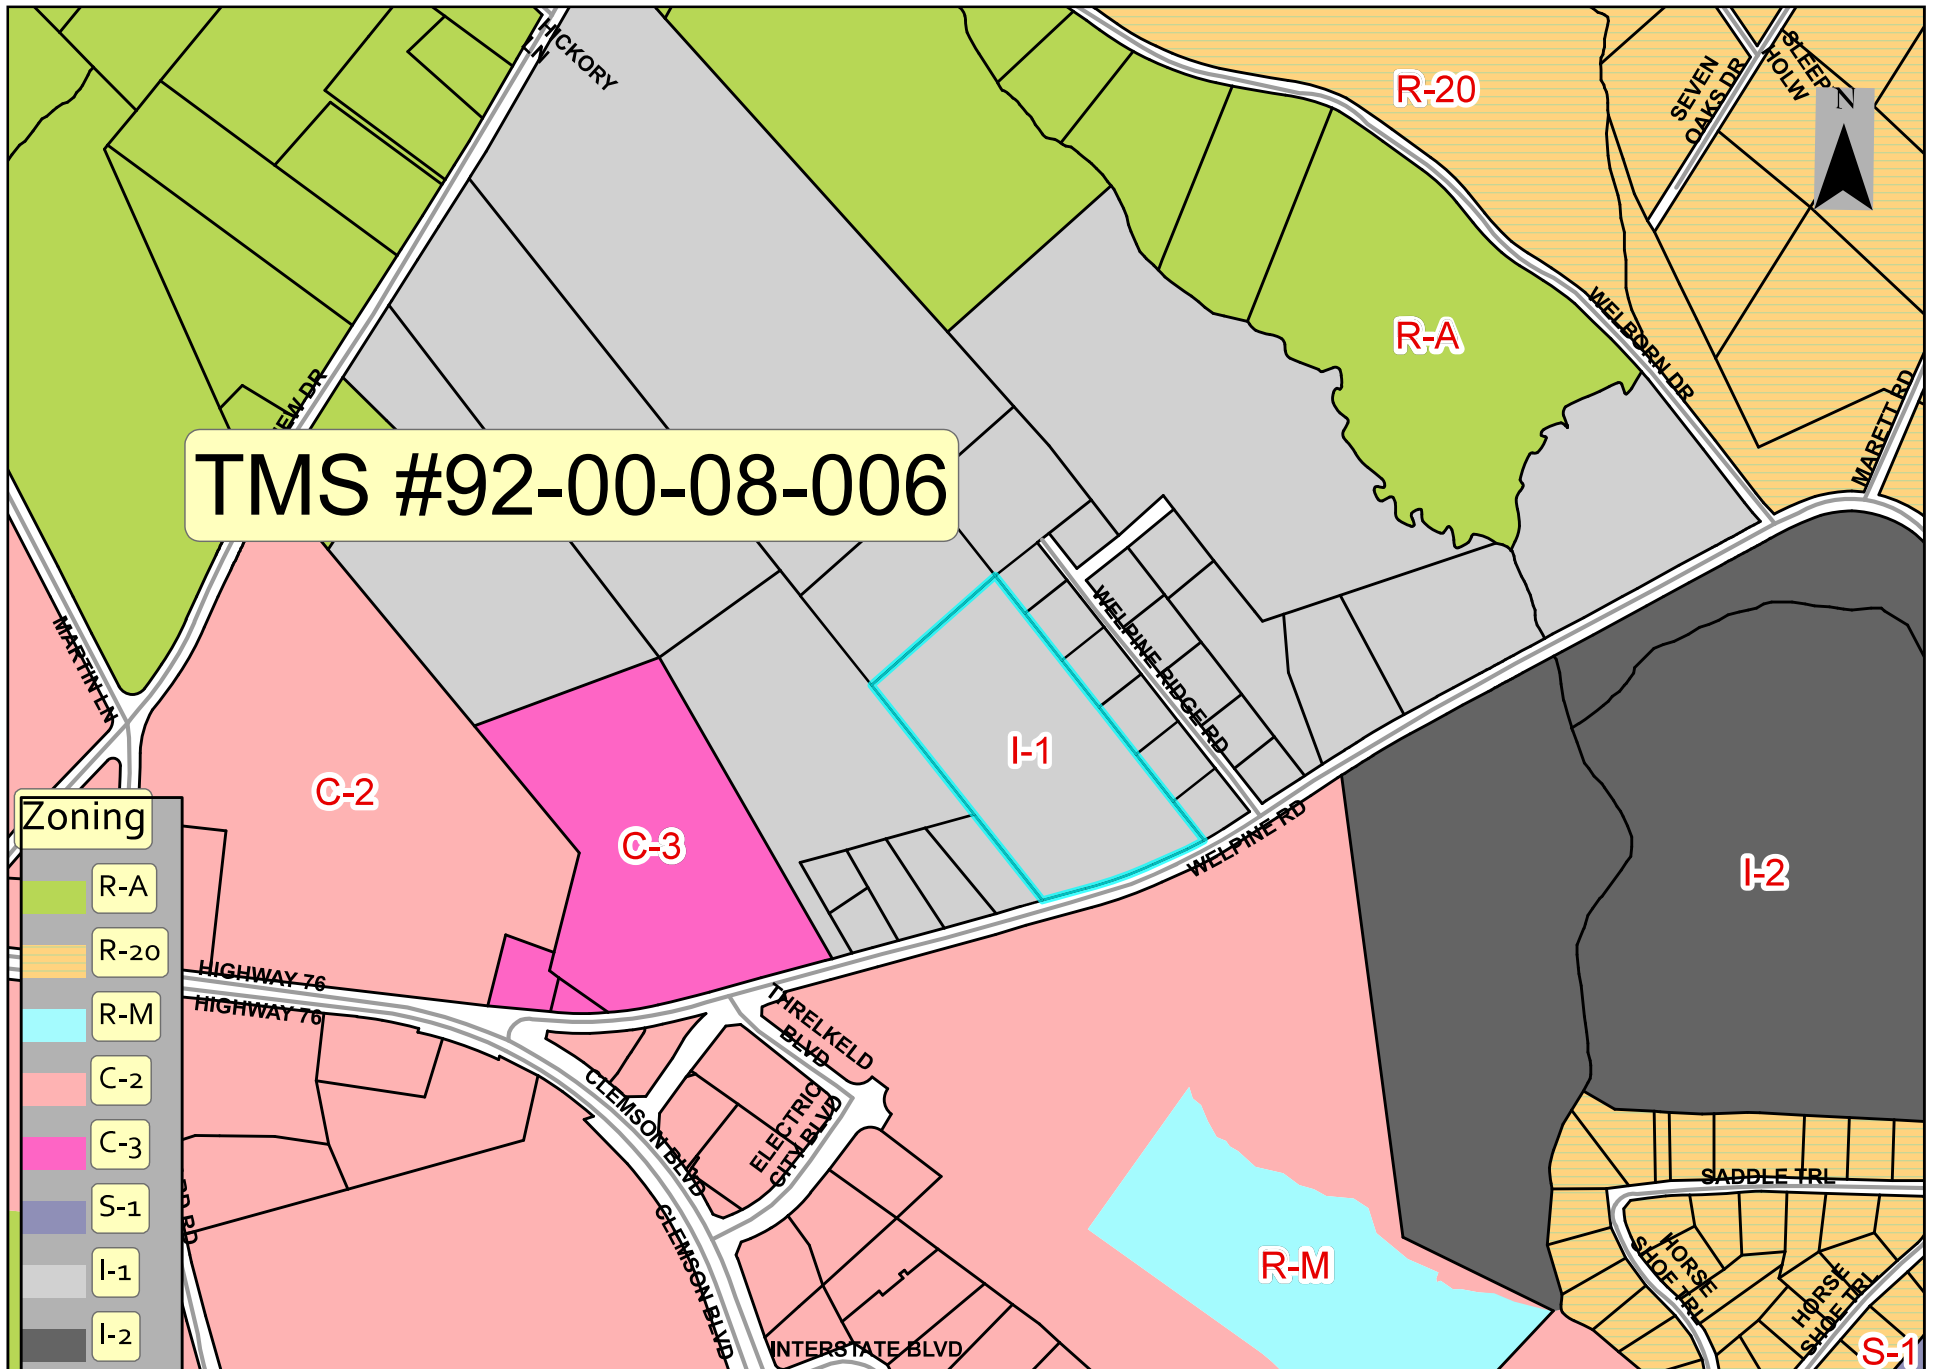 HICKORY
LN
R-20
SEVEN
OAKS DR
HOLW
N
R-A
WELBORN DR
MARETT RD
TMS #92-00-08-006
MARTIN LN
WELPINE RIDGE RD
I-1
C-2
C-3
WELPINE RD
I-2
Zoning
R-A
R-20
R-M
C-2
C-3
S-1
I-1
I-2
HIGHWAY 76
HIGHWAY 76
THRELKELD
BLVD
CLEMSON BLVD
ELECTRIC
CITY BLVD
CLEMSON BLVD
INTERSTATE BLVD
R-M
SADDLE TRL
HORSE
SHOE TRL
HORSE
SHOE TRL
S-1